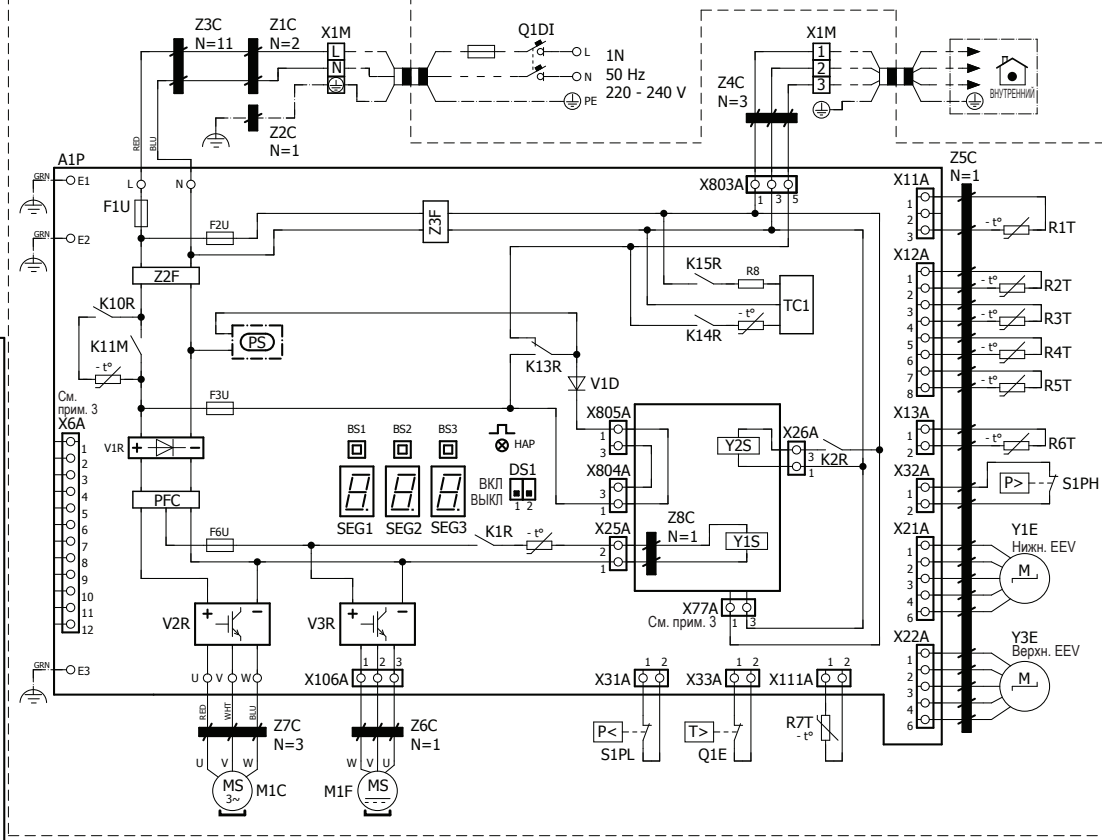 Z3C
N=11
Z1C
N=2
X1M
L
N
Q1DI
L
N
PE
1N
50 Hz
220 - 240 V
X1M
1
2
3
Z4C
N=3
ВНУТРЕННИЙ
Z2C
N=1
RED
BLU
A1P
GRN
E1
L
N
X803A
1 3 5
X11A
1
2
3
Z5C
N=1
- t°
R1T
F1U
F2U
Z3F
GRN
E2
Z2F
K15R
R8
TC1
- t°
K14R
X12A
1
2
3
4
5
6
7
8
- t°
R2T
- t°
R3T
- t°
R4T
- t°
R5T
K10R
K11M
- t°
PS
K13R
V1D
См.
прим. 3
X6A
1
2
3
4
5
6
7
8
9
10
11
12
F3U
V1R
+ -
PFC
BS1
BS2
BS3
НАР
DS1
ВКЛ
ВЫКЛ
1 2
SEG1
SEG2
SEG3
X805A
1
3
X804A
3
1
Y2S
X26A
3
1
K2R
X13A
1
2
- t°
R6T
X32A
1
2
P>
S1PH
F6U
K1R
- t°
X25A
2
1
Z8C
N=1
Y1S
X21A
1
2
3
4
6
Y1E
Нижн. EEV
M
V2R
+ -
V3R
+ -
X77A
См. прим. 3
1 3
X22A
1
2
3
4
6
Y3E
Верхн. EEV
M
GRN
E3
U V W
X106A
1 2 3
X31A
1 2
X33A
1 2
X111A
1 2
RED
WHT
BLU
Z7C
N=3
Z6C
N=1
P<
S1PL
T>
Q1E
R7T
- t°
U V W
MS
3~
M1C
W V U
M1F
MS